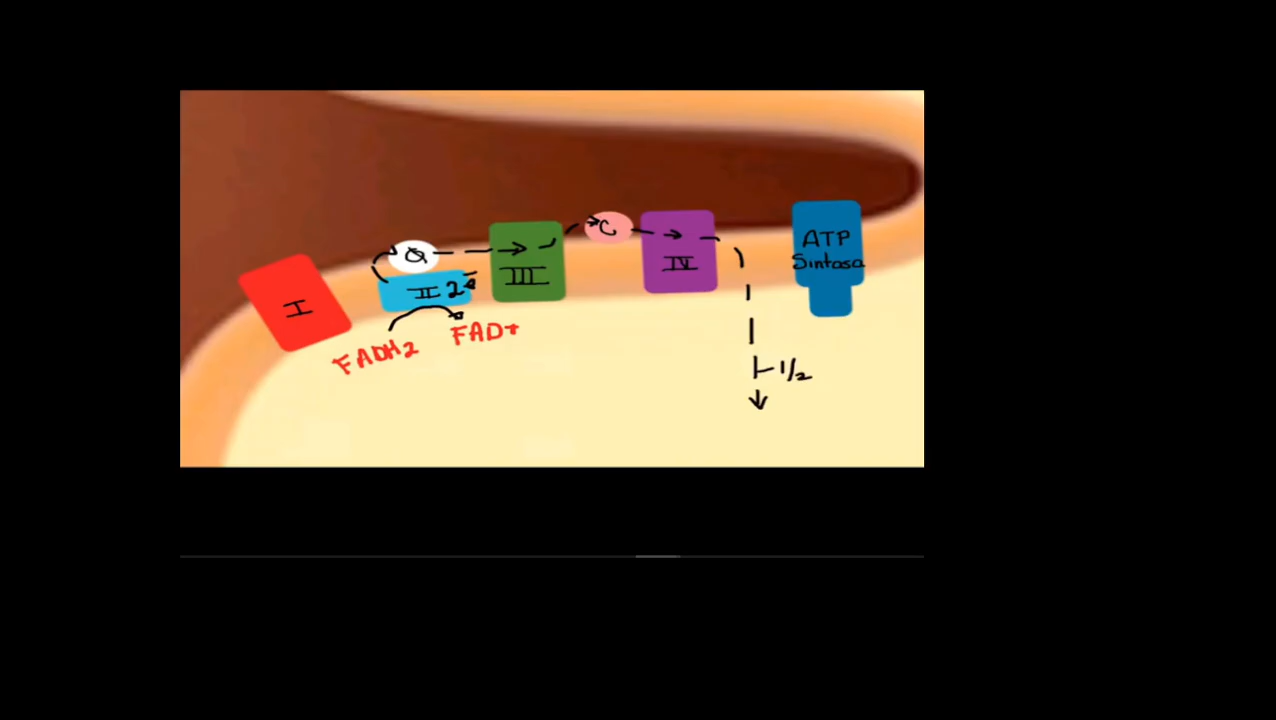 I
Q
II 2e-
III
C
IV
ATP
Sintasa
FADH2
FAD+
1/2